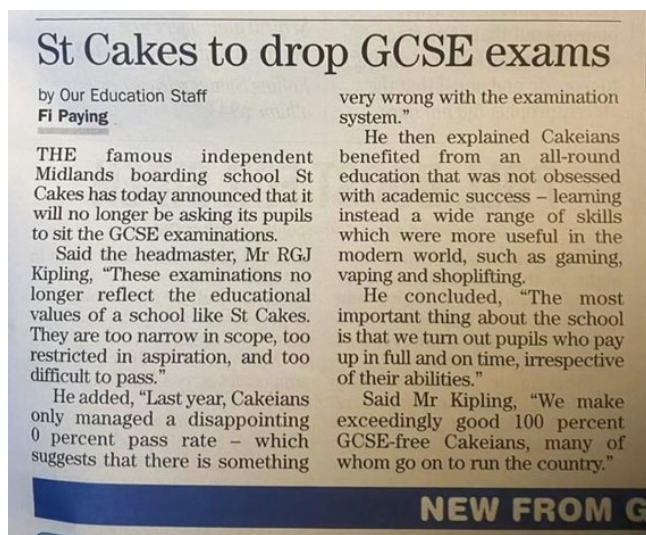 St Cakes to drop GCSE exams
by Our Education Staff
Fi Paying
THE famous independent
Midlands boarding school St
Cakes has today announced that it
will no longer be asking its pupils
to sit the GCSE examinations.
Said the headmaster, Mr RGJ
Kipling, “These examinations no
longer reflect the educational
values of a school like St Cakes.
They are too narrow in scope, too
restricted in aspiration, and too
difficult to pass.”
He added, “Last year, Cakeians
only managed a disappointing
0 percent pass rate – which
suggests that there is something
very wrong with the examination
system.”
He then explained Cakeians
benefited from an all-round
education that was not obsessed
with academic success – learning
instead a wide range of skills
which were more useful in the
modern world, such as gaming,
vaping and shoplifting.
He concluded, “The most
important thing about the school
is that we turn out pupils who pay
up in full and on time, irrespective
of their abilities.”
Said Mr Kipling, “We make
exceedingly good 100 percent
GCSE-free Cakeians, many of
whom go on to run the country.”
NEW FROM G